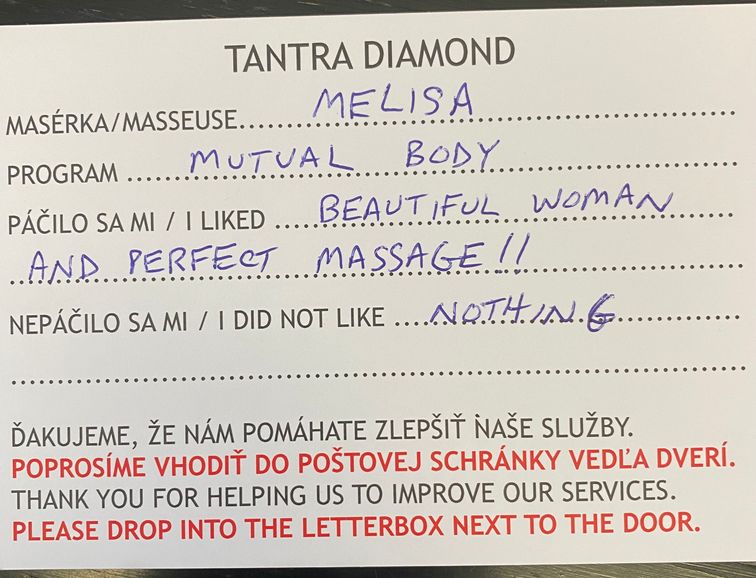 TANTRA DIAMOND
MASÉRKA/MASSEUSE.....MELISA.....
PROGRAM .....MUTUAL BODY.....
PÁČILO SA MI / I LIKED .....BEAUTIFUL WOMAN
AND PERFECT MASSAGE!!
NEPÁČILO SA MI / I DID NOT LIKE .....NOTHING.....
ĎAKUJEME, ŽE NÁM POMÁHATE ZLEPŠIŤ NAŠE SLUŽBY.
POPROSÍME VHODIŤ DO POŠTOVEJ SCHRÁNKY VEDĽA DVERÍ.
THANK YOU FOR HELPING US TO IMPROVE OUR SERVICES.
PLEASE DROP INTO THE LETTERBOX NEXT TO THE DOOR.